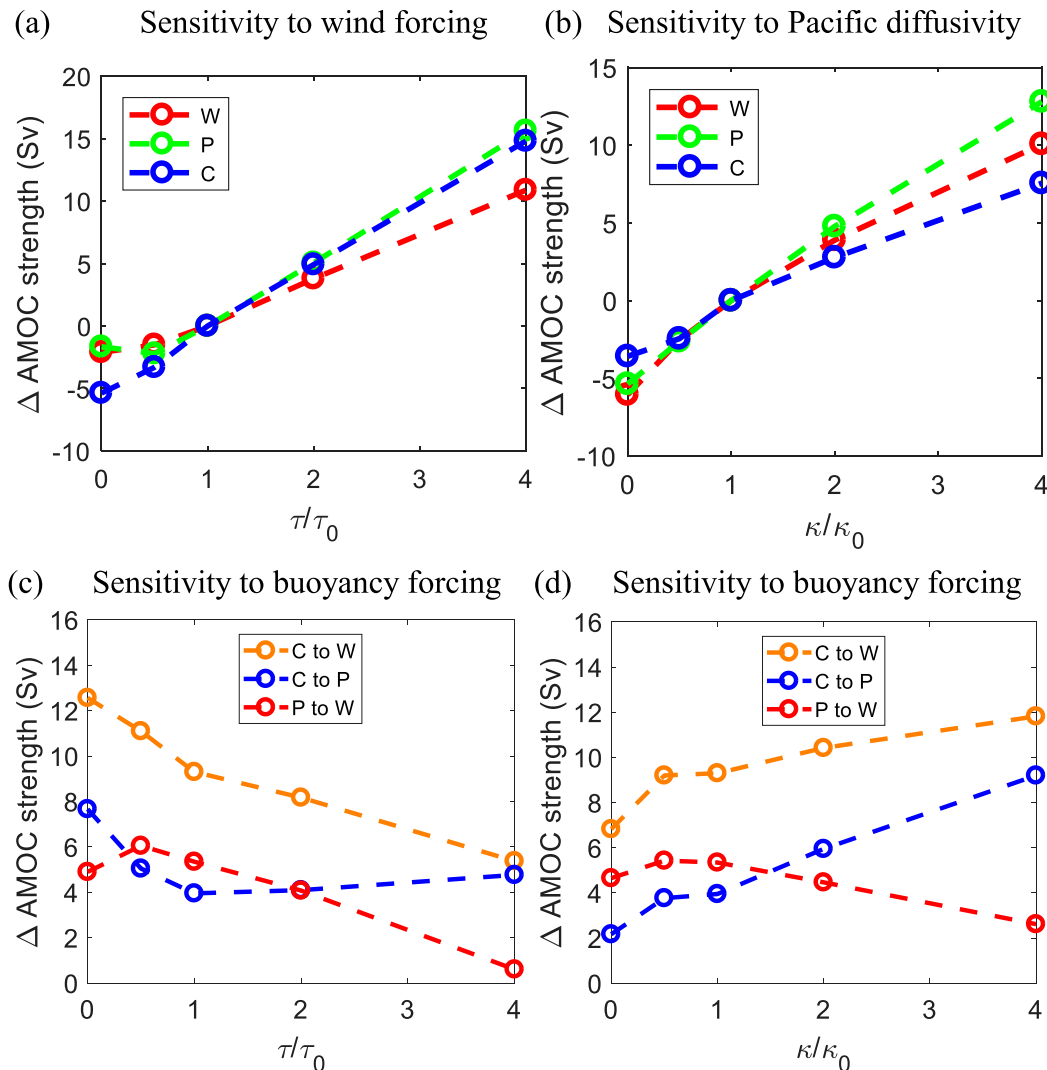 (a) Sensitivity to wind forcing
20
15
10
5
0
-5
-10
0 1 2 3 4
Δ AMOC strength (Sv)
τ/τ0
W
P
C
(b) Sensitivity to Pacific diffusivity
15
10
5
0
-5
-10
0 1 2 3 4
Δ AMOC strength (Sv)
κ/κ0
W
P
C
(c) Sensitivity to buoyancy forcing
16
14
12
10
8
6
4
2
0
0 1 2 3 4
Δ AMOC strength (Sv)
τ/τ0
C to W
C to P
P to W
(d) Sensitivity to buoyancy forcing
16
14
12
10
8
6
4
2
0
0 1 2 3 4
Δ AMOC strength (Sv)
κ/κ0
C to W
C to P
P to W